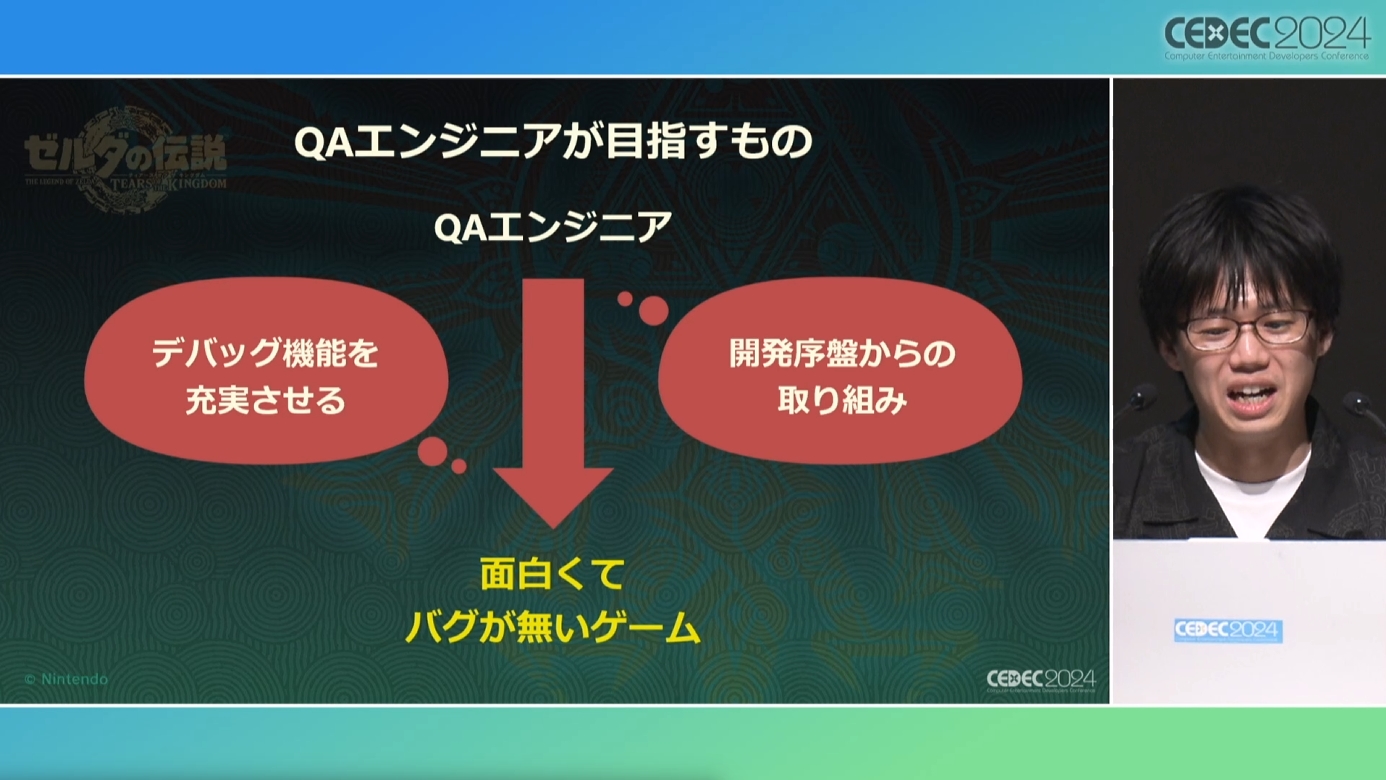 CEDEC2024
Computer Entertainment Developers Conference
ゼルダの伝説
THE LEGEND OF ZELDA
TEARS OF THE KINGDOM
QAエンジニアが目指すもの
QAエンジニア
デバッグ機能を
充実させる
開発序盤からの
取り組み
面白くて
バグが無いゲーム
© Nintendo
CEDEC2024
Computer Entertainment Developers Conference
CEDEC2024